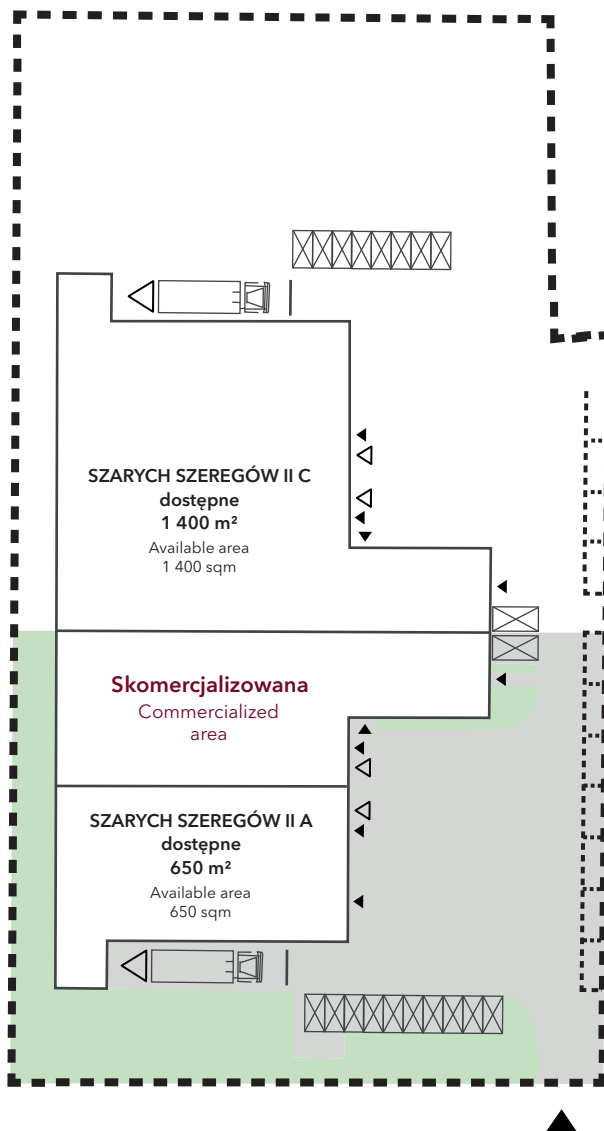 SZARYCH SZEREGÓW II C
dostępne
1 400 m²
Available area
1 400 sqm
Skomercjalizowana
Commercialized
area
SZARYCH SZEREGÓW II A
dostępne
650 m²
Available area
650 sqm